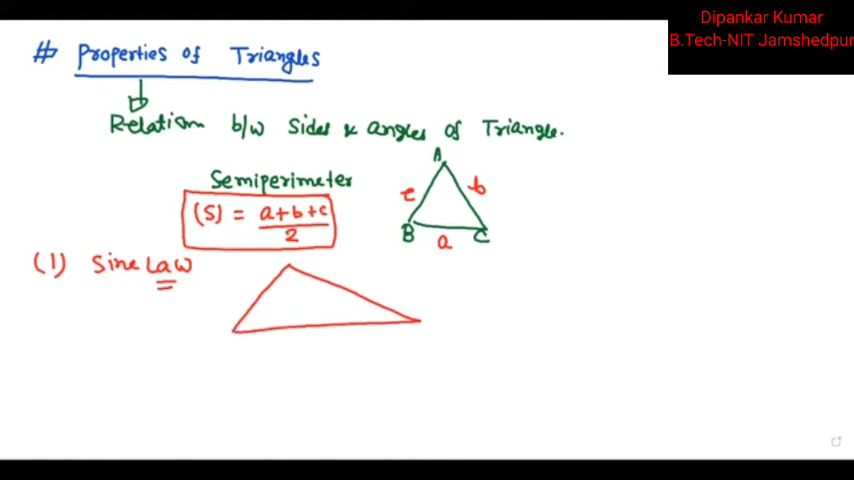 Dipankar Kumar
B.Tech-NIT Jamshedpur
# Properties of Triangles
Relation b/w Sides & angles of Triangle.
A
Semiperimeter
c b
(S) = a+b+c/2
B a C
(1) Sine Law